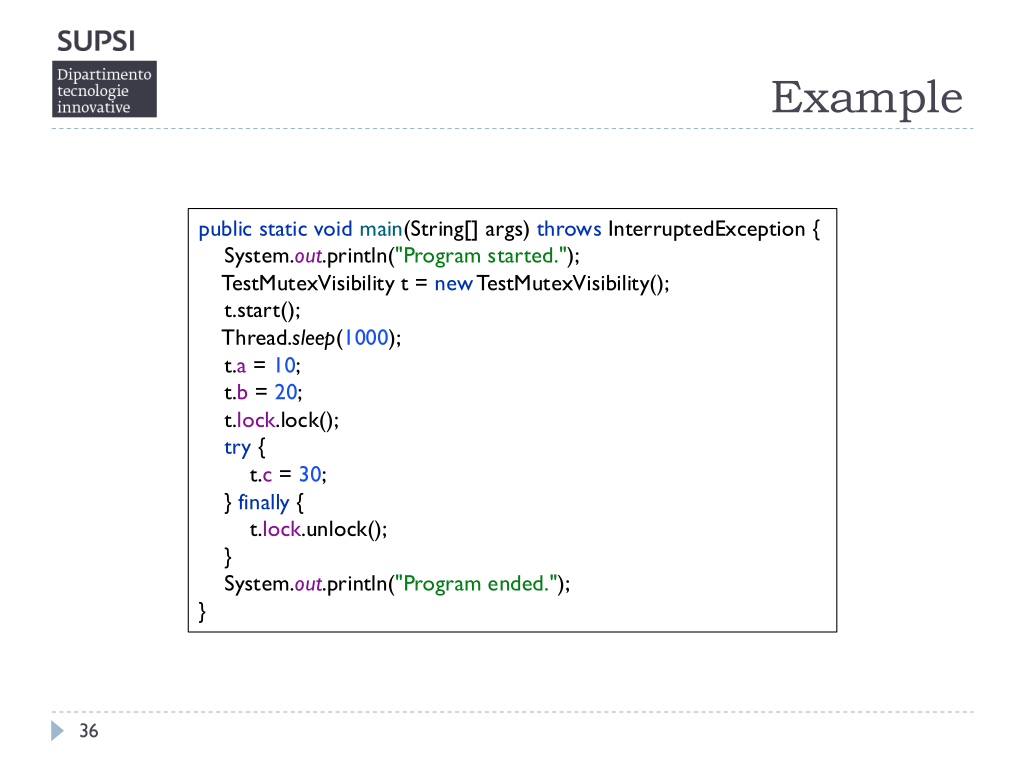 SUPSI
Dipartimento
tecnologie
innovative
Example
public static void main(String[] args) throws InterruptedException {
System.out.println("Program started.");
TestMutexVisibility t = new TestMutexVisibility();
t.start();
Thread.sleep(1000);
t.a = 10;
t.b = 20;
t.lock.lock();
try {
t.c = 30;
} finally {
t.lock.unlock();
}
System.out.println("Program ended.");
}
36